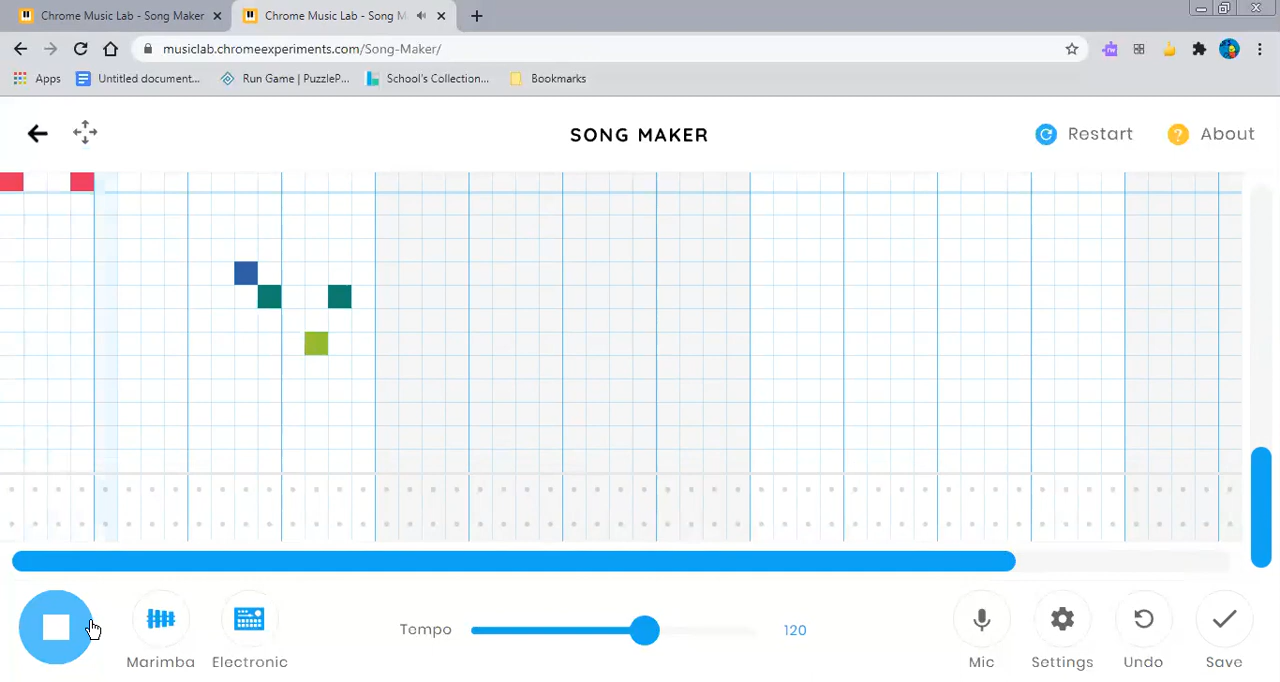 Chrome Music Lab - Song Maker
Chrome Music Lab - Song M
musiclab.chromeexperiments.com/Song-Maker/
Apps
Untitled document...
Run Game | PuzzleP...
School's Collection...
Bookmarks
SONG MAKER
Restart
? About
Tempo
120
Marimba
Electronic
Mic
Settings
Undo
Save